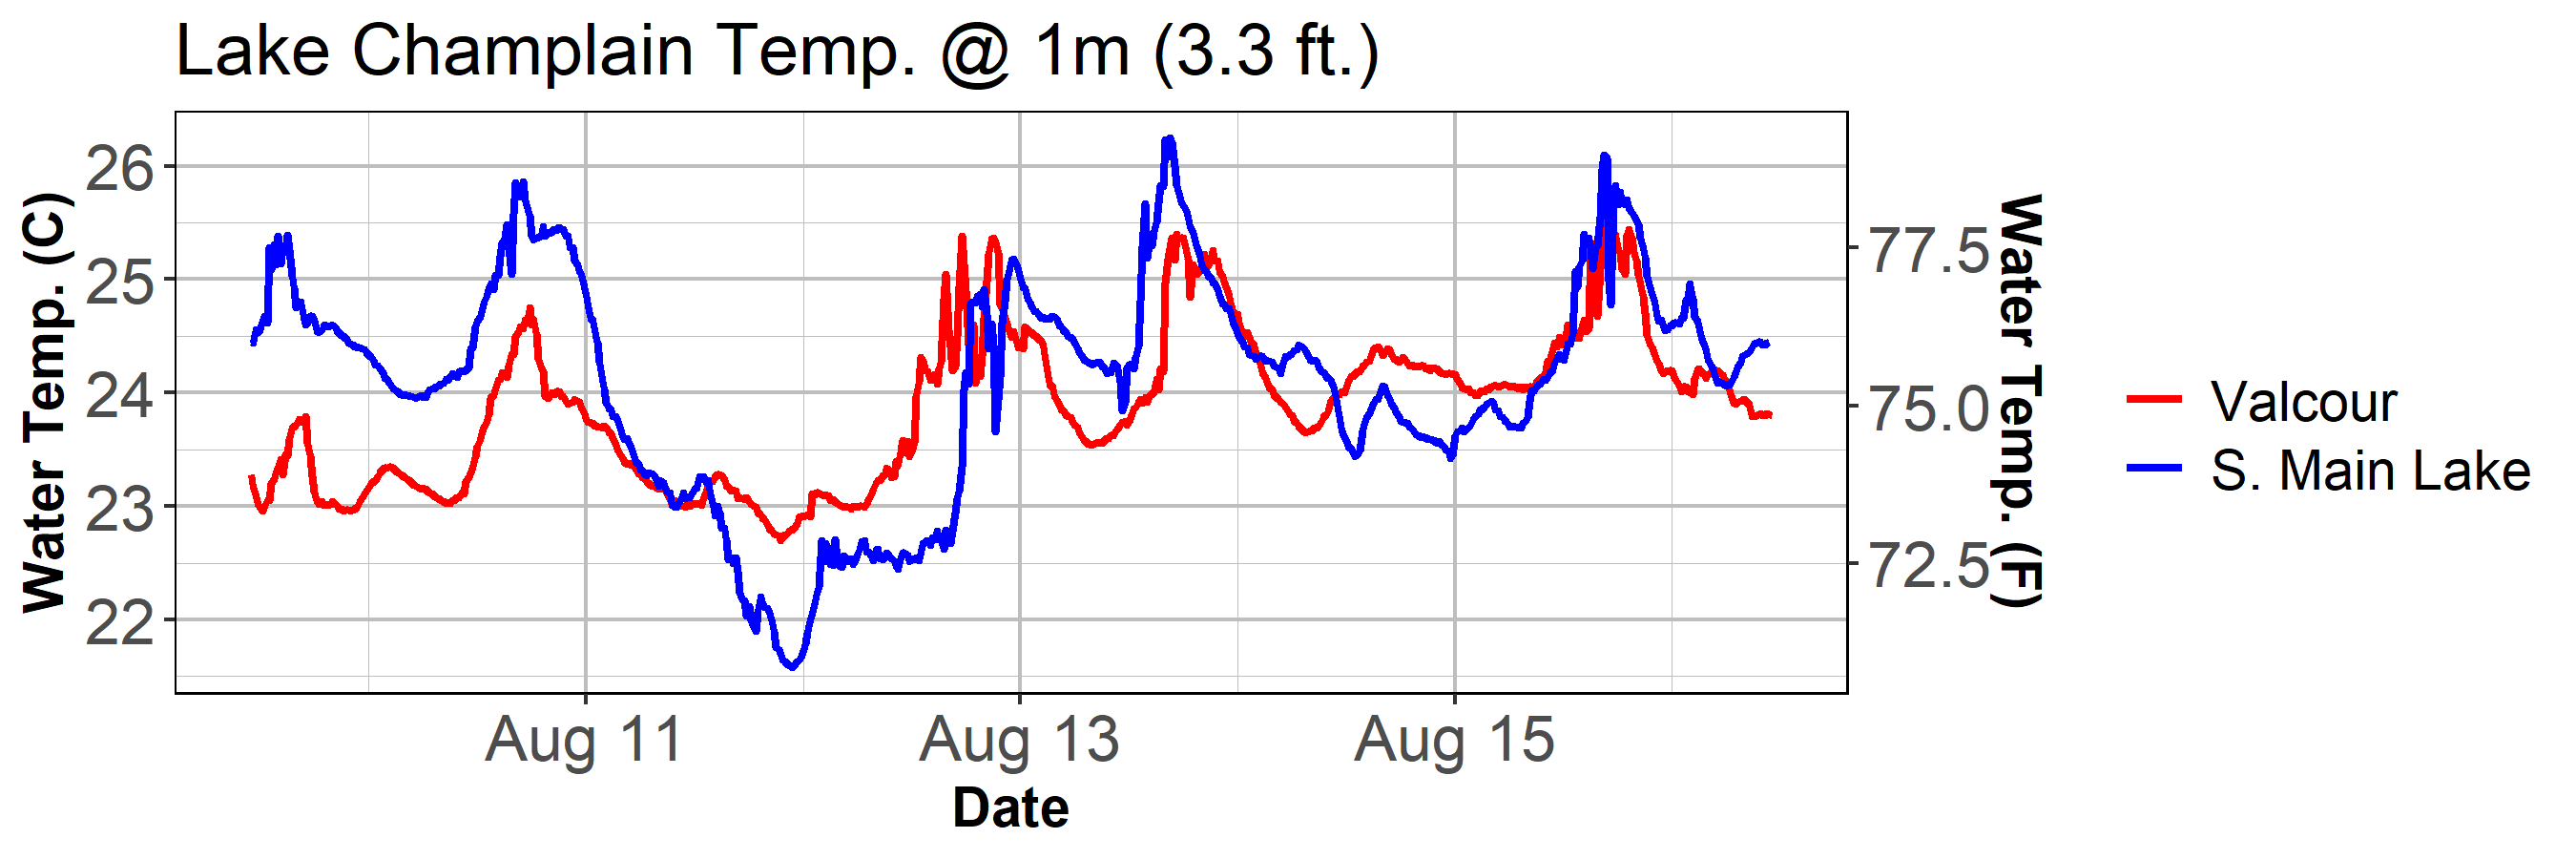 Lake Champlain Temp. @ 1m (3.3 ft.)
Water Temp. (C)
26
25
24
23
22
77.5
75.0
72.5
Water Temp. (F)
Aug 11
Aug 13
Aug 15
Date
Valcour
S. Main Lake